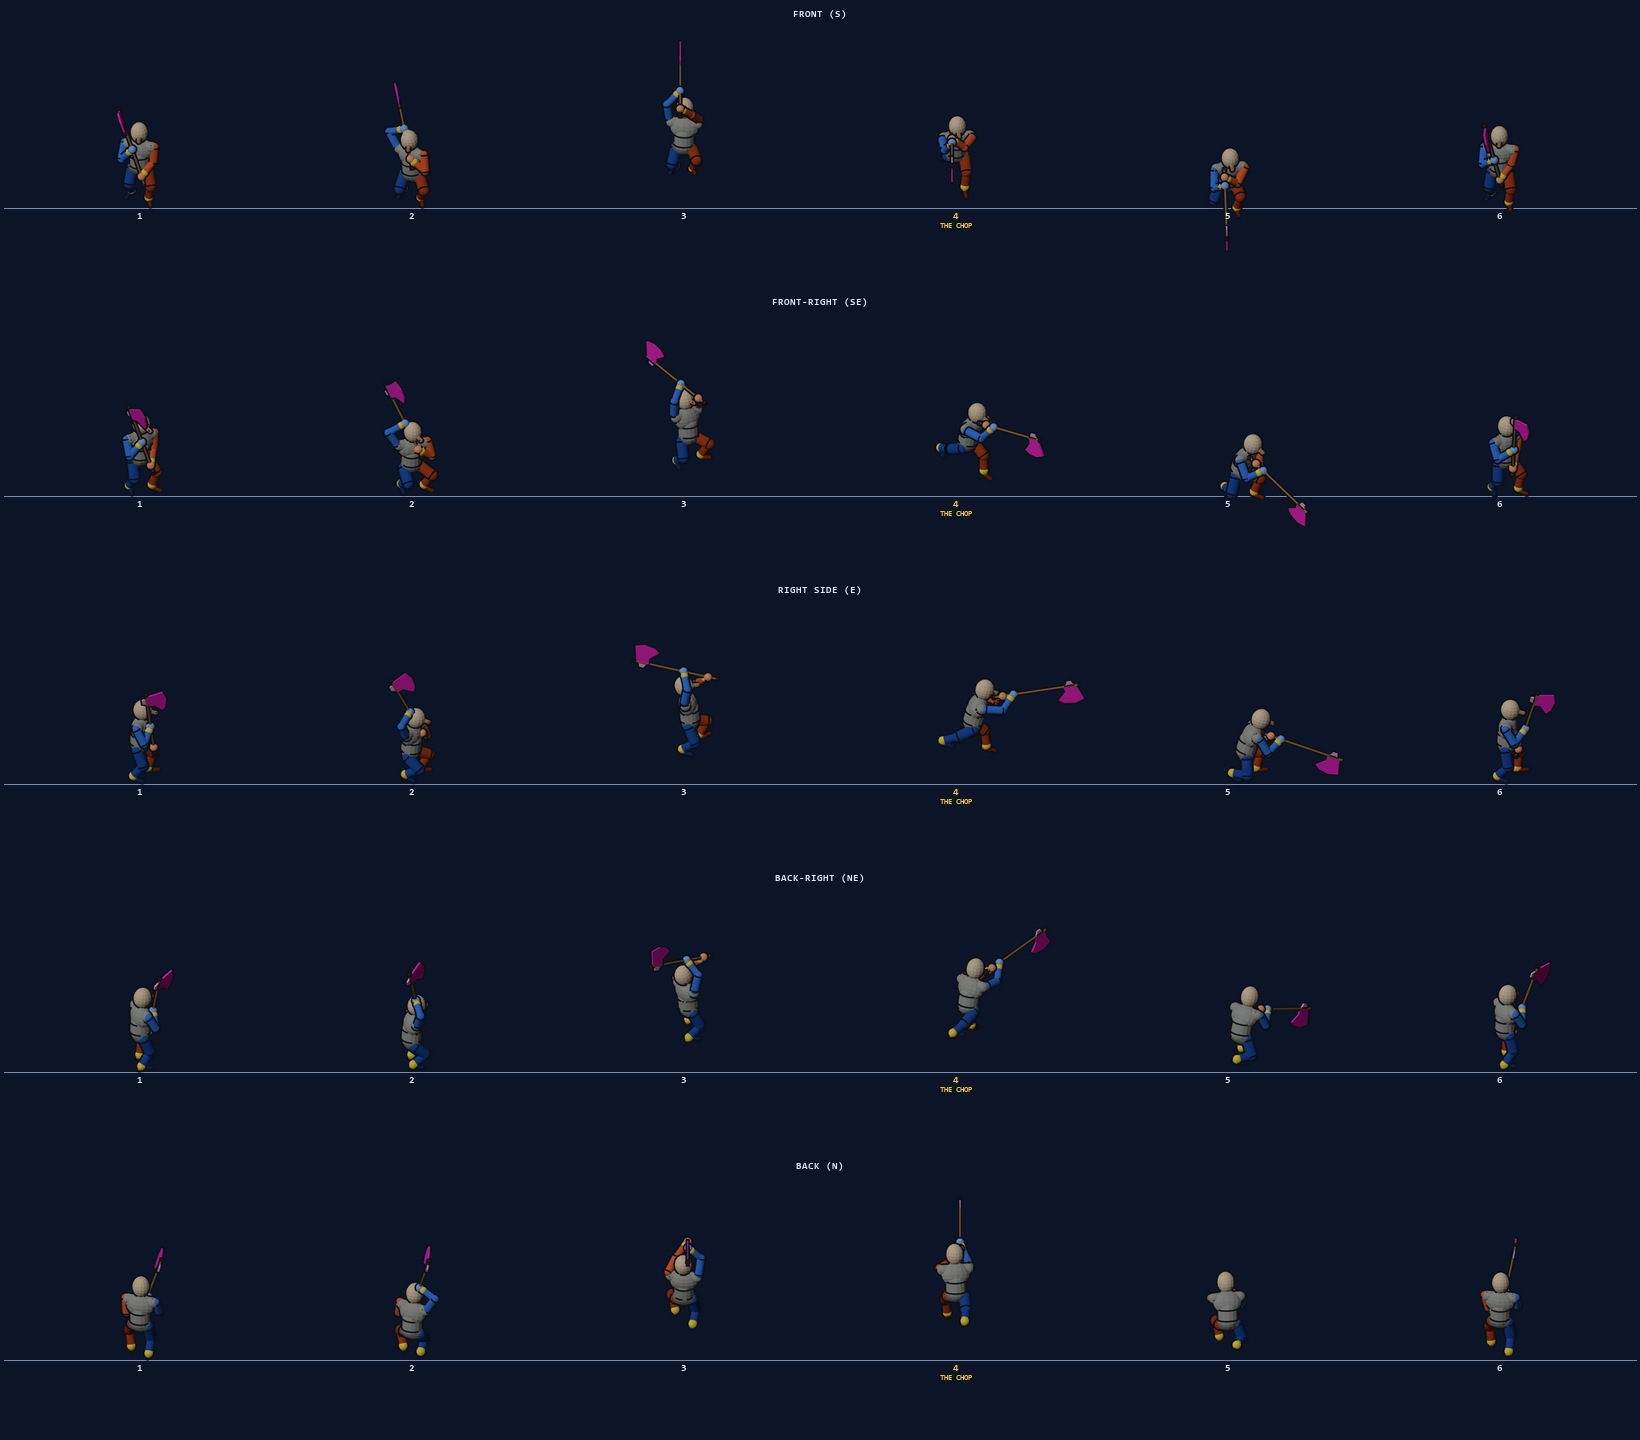 FRONT (S)
1 2 3 4 5 6
THE CHOP
FRONT-RIGHT (SE)
1 2 3 4 5 6
THE CHOP
RIGHT SIDE (E)
1 2 3 4 5 6
THE CHOP
BACK-RIGHT (NE)
1 2 3 4 5 6
THE CHOP
BACK (N)
1 2 3 4 5 6
THE CHOP